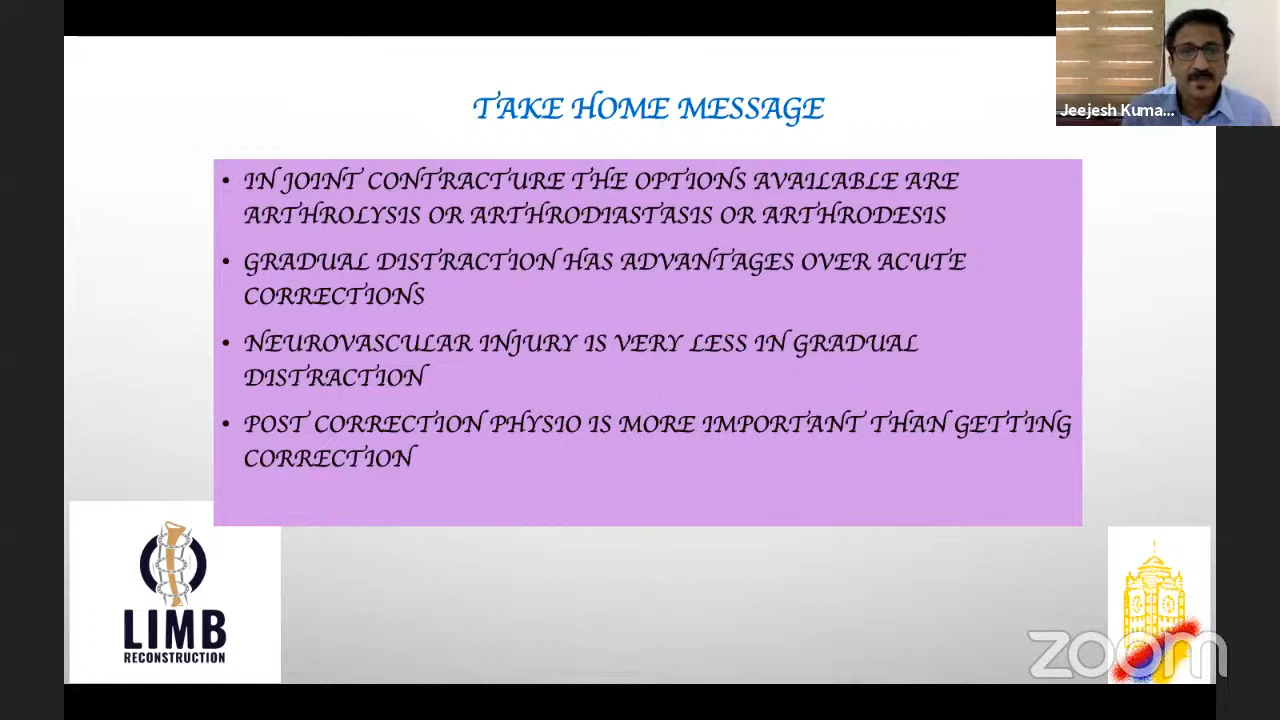 TAKE HOME MESSAGE
Jeejesh Kuma...
• IN JOINT CONTRACTURE THE OPTIONS AVAILABLE ARE
ARTHROLYSIS OR ARTHRODIASTASIS OR ARTHRODESIS
• GRADUAL DISTRACTION HAS ADVANTAGES OVER ACUTE
CORRECTIONS
• NEUROVASCULAR INJURY IS VERY LESS IN GRADUAL
DISTRACTION
• POST CORRECTION PHYSIO IS MORE IMPORTANT THAN GETTING
CORRECTION
LIMB
RECONSTRUCTION
zoom